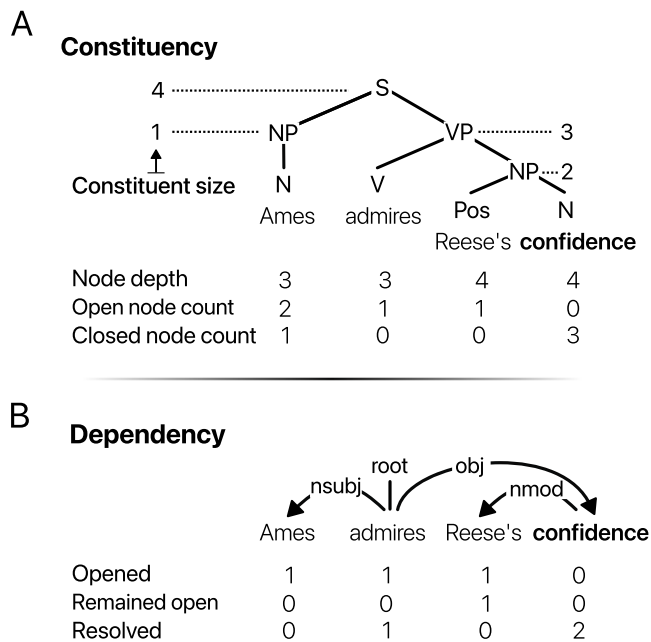 A
Constituency
4 S
1 NP VP 3
NP 2
Constituent size N V
Pos N
Ames admires
Reese's confidence
Node depth 3 3 4 4
Open node count 2 1 1 0
Closed node count 1 0 0 3
B
Dependency
root obj
nsubj nmod
Ames admires Reese's confidence
Opened 1 1 1 0
Remained open 0 0 1 0
Resolved 0 1 0 2